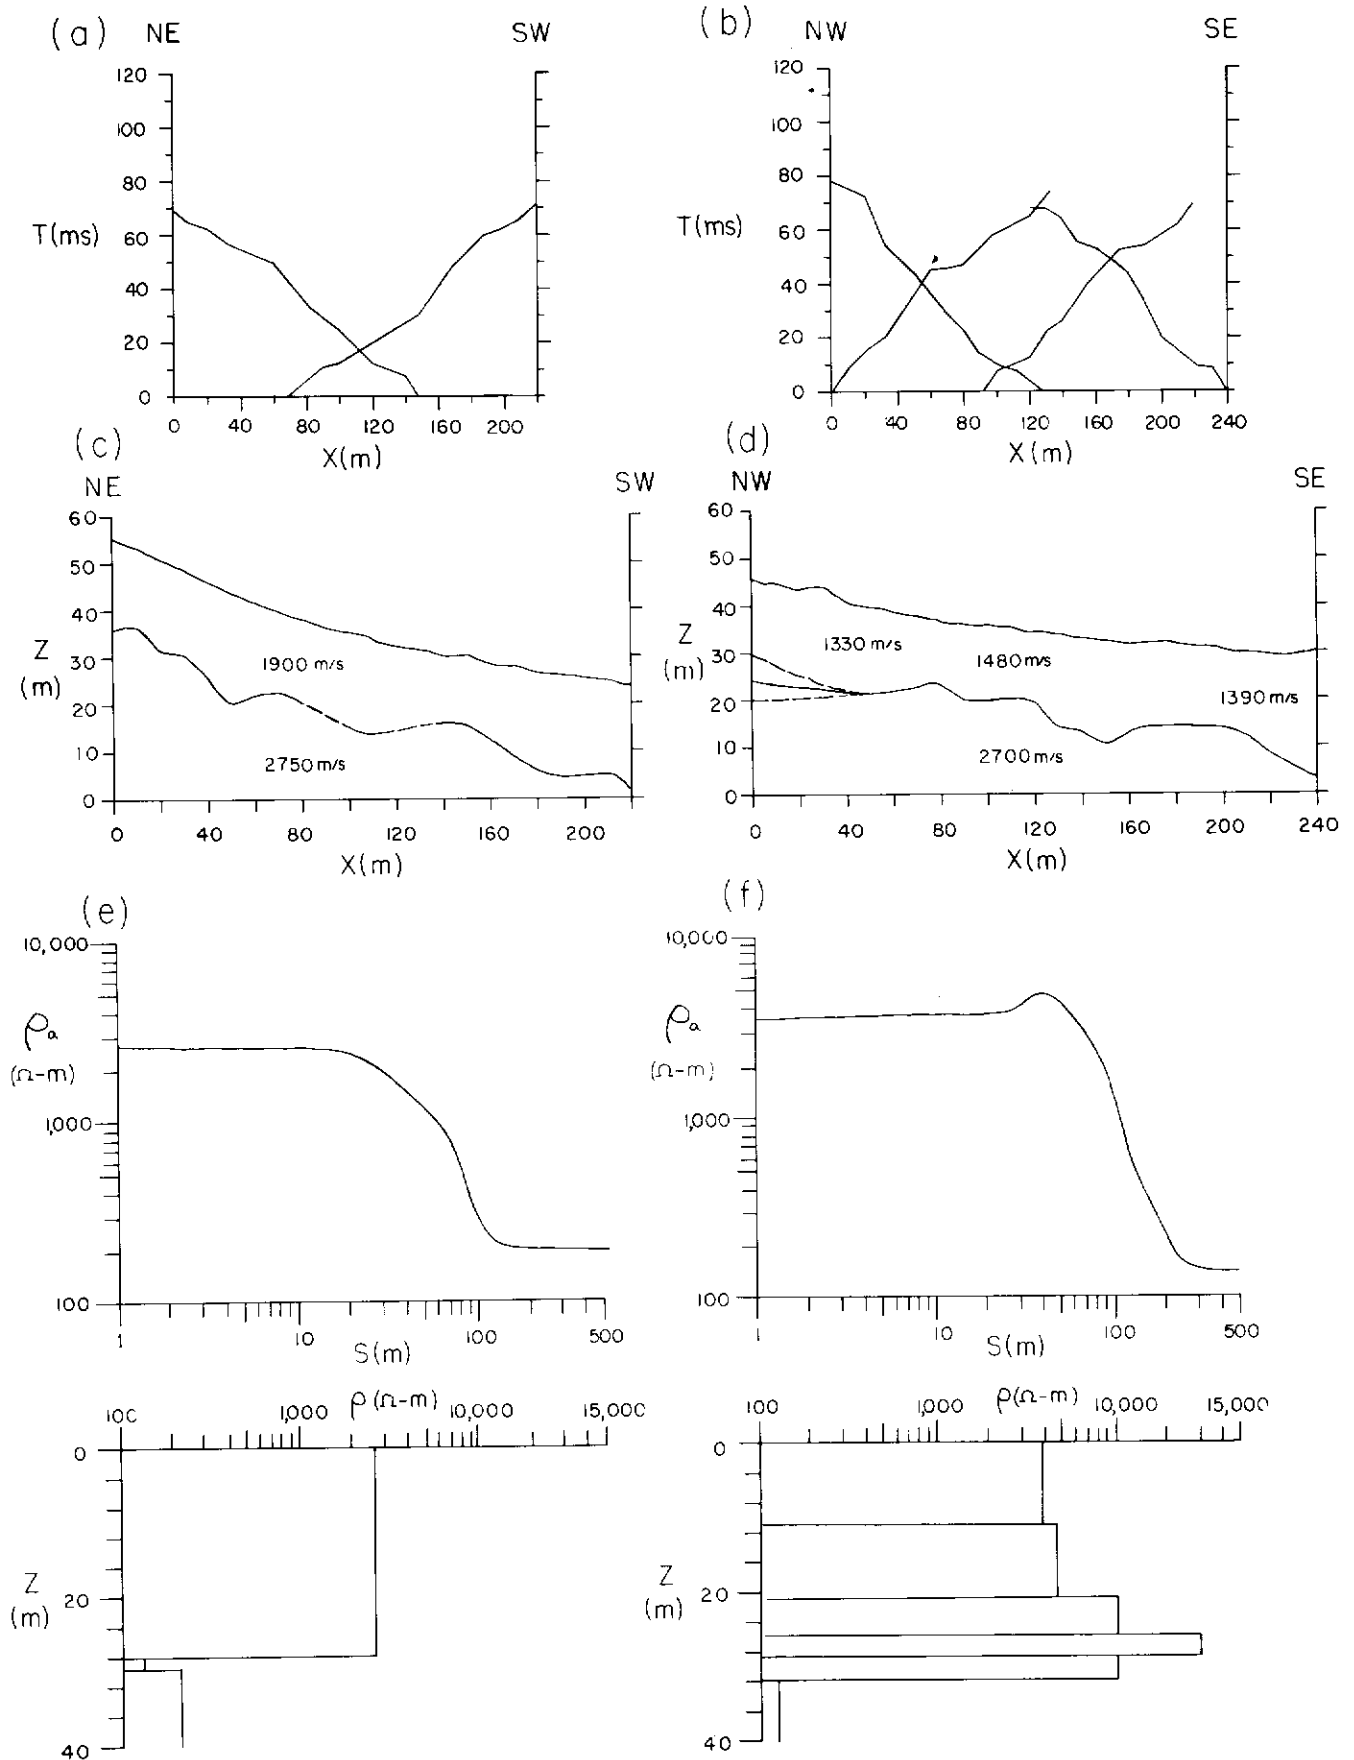 (a) NE SW
120
100
80
T(ms) 60
40
20
0
0 40 80 120 160 200
X(m)
(b) NW SE
120
100
80
T(ms) 60
40
20
0
0 40 80 120 160 200 240
X(m)
(c)
NE SW
60
50
40
Z 30
(m)
20
10
0
1900 m/s
2750 m/s
0 40 80 120 160 200
X(m)
(d)
NW SE
60
50
40
Z
(m) 30
20
10
0
1330 m/s
1480 m/s
1390 m/s
2700 m/s
0 40 80 120 160 200 240
X(m)
(e)
10,000
ρa
(Ω-m)
1,000
100
1 10 100 500
S(m)
(f)
10,000
ρa
(Ω-m)
1,000
100
1 10 100 500
S(m)
100 1,000 ρ(Ω-m) 10,000 15,000
0
Z
(m) 20
40
100 1,000 ρ(Ω-m) 10,000 15,000
0
Z
(m) 20
40